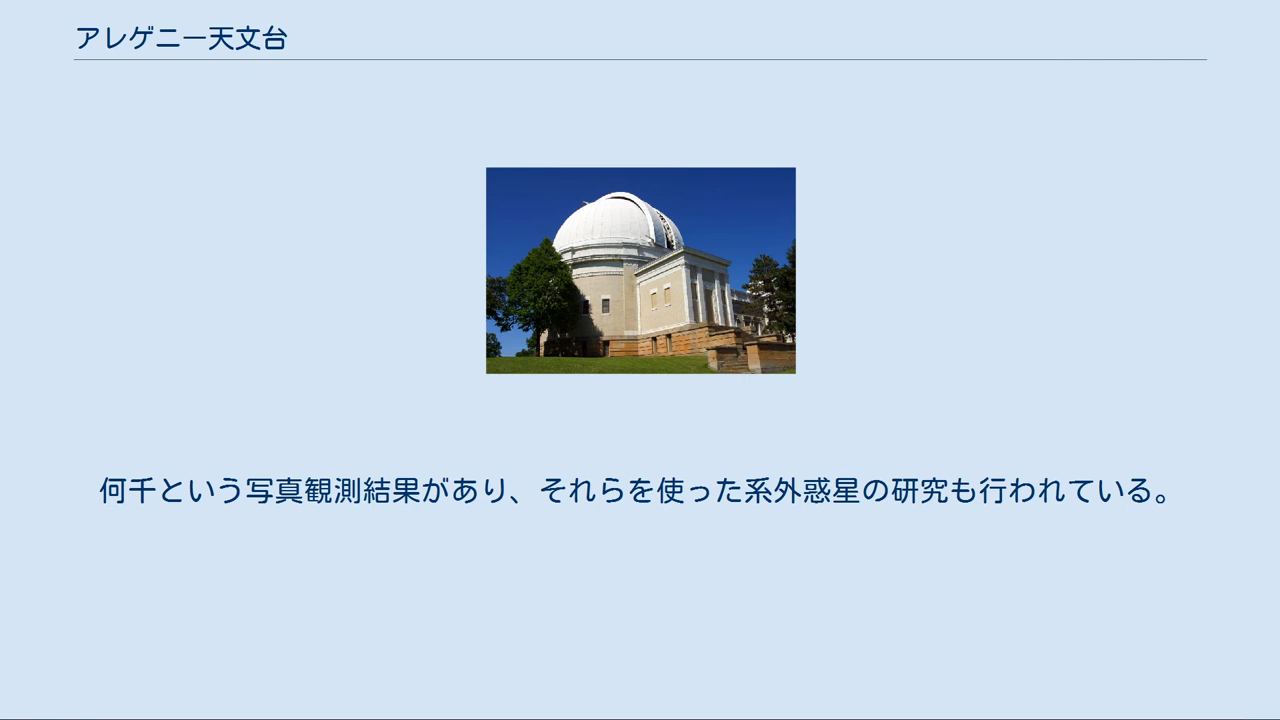 アレゲニー天文台
何千という写真観測結果があり、それらを使った系外惑星の研究も行われている。